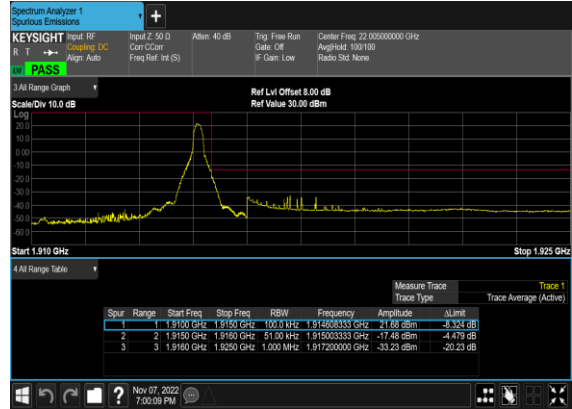 Spectrum Analyzer 1
Spurious Emissions
KEYSIGHT Input: RF Input Z: 50 Ω Atten: 40 dB Trig: Free Run Center Freq: 22.005000000 GHz
R T Coupling: DC Corr CCorr Gate: Off Avg|Hold: 100/100
Align: Auto Freq Ref: Int (S) IF Gain: Low Radio Std: None
PASS
3 All Range Graph
Ref Lvl Offset 8.00 dB
Scale/Div 10.0 dB Ref Value 30.00 dBm
Log
20.0
10.0
0.00
-10.0
-20.0
-30.0
-40.0
-50.0
-60.0
Start 1.910 GHz Stop 1.925 GHz
4 All Range Table
Measure Trace Trace 1
Trace Type Trace Average (Active)
Spur Range Start Freq Stop Freq RBW Frequency Amplitude ΔLimit
1 1 1.9100 GHz 1.9150 GHz 100.0 kHz 1.914608333 GHz 21.68 dBm -8.324 dB
2 2 1.9150 GHz 1.9160 GHz 51.00 kHz 1.915003333 GHz -17.48 dBm -4.479 dB
3 3 1.9160 GHz 1.9250 GHz 1.000 MHz 1.917200000 GHz -33.23 dBm -20.23 dB
Nov 07, 2022
7:00:09 PM